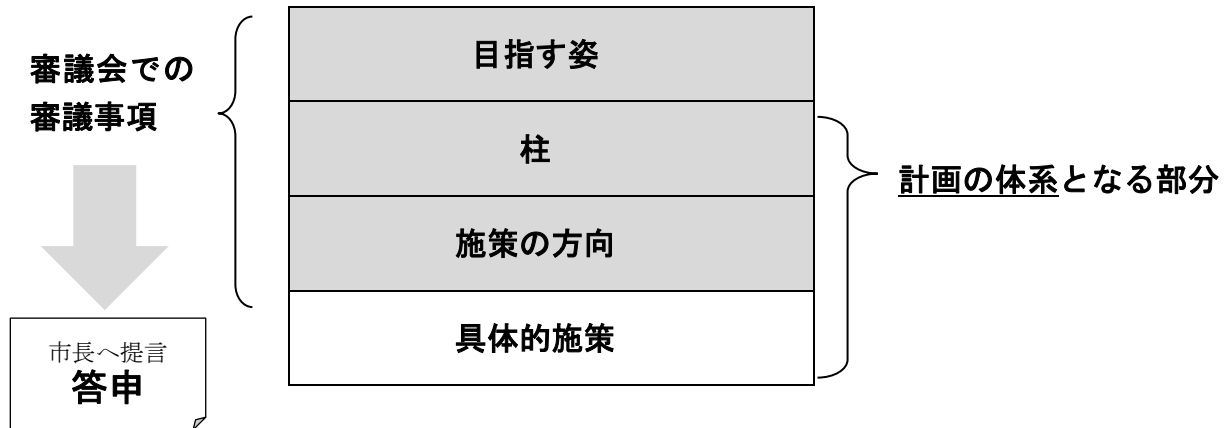 審議会での
審議事項
目指す姿
柱
施策の方向
具体的施策
計画の体系となる部分
市長へ提言
答申